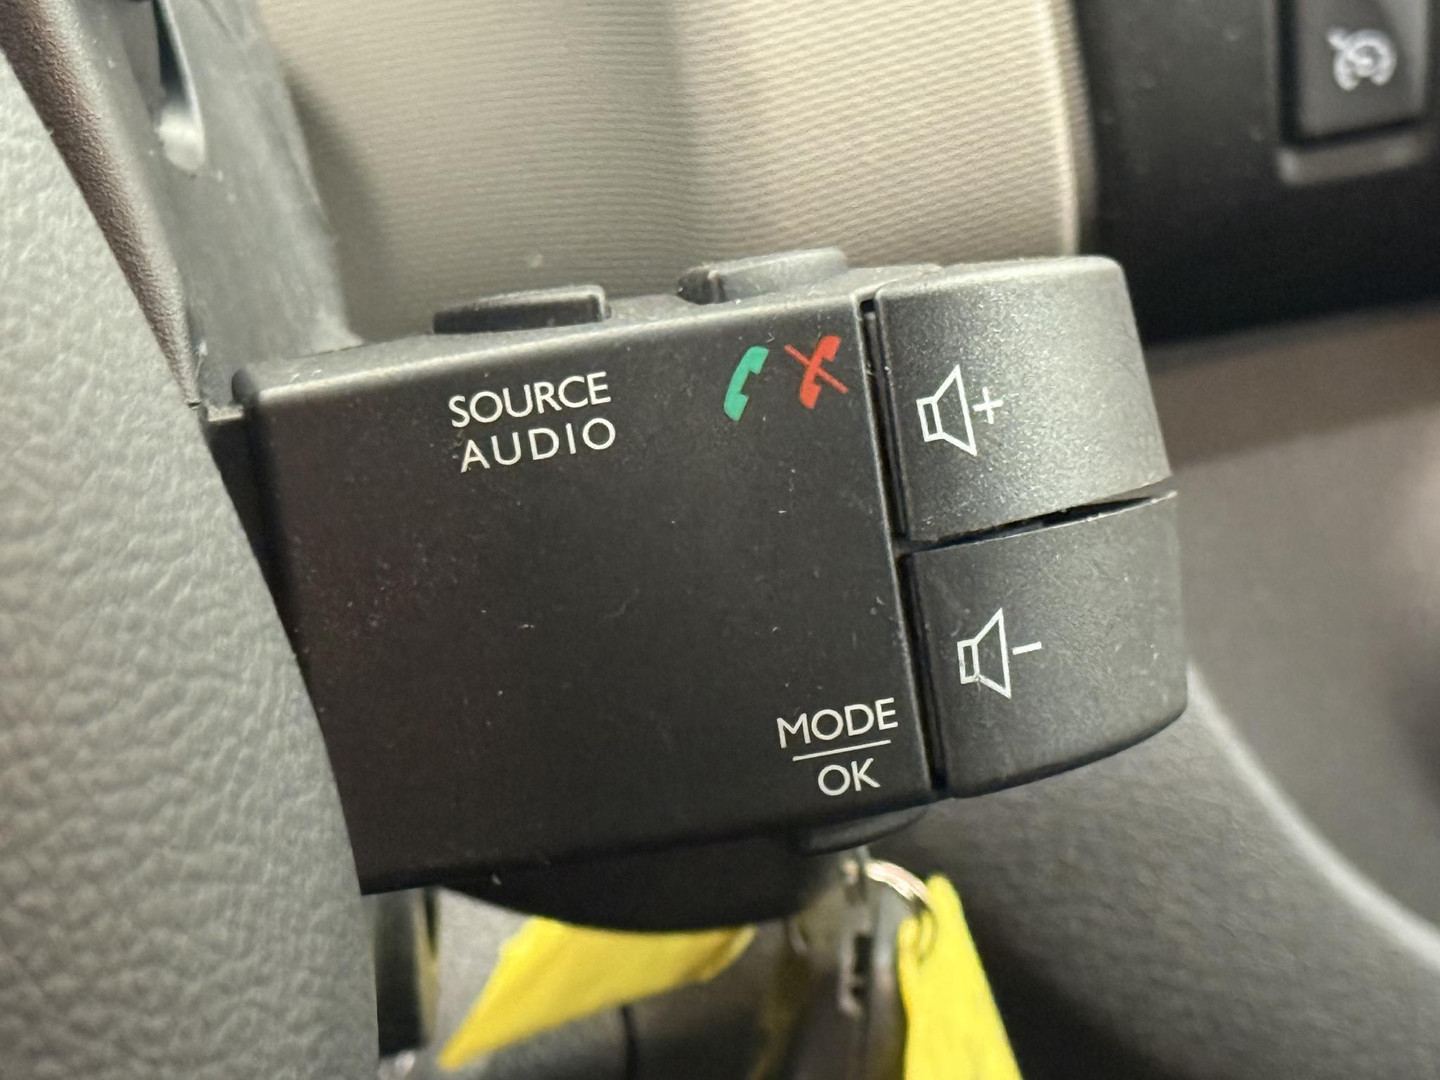 SOURCE
AUDIO
+
-
MODE
OK